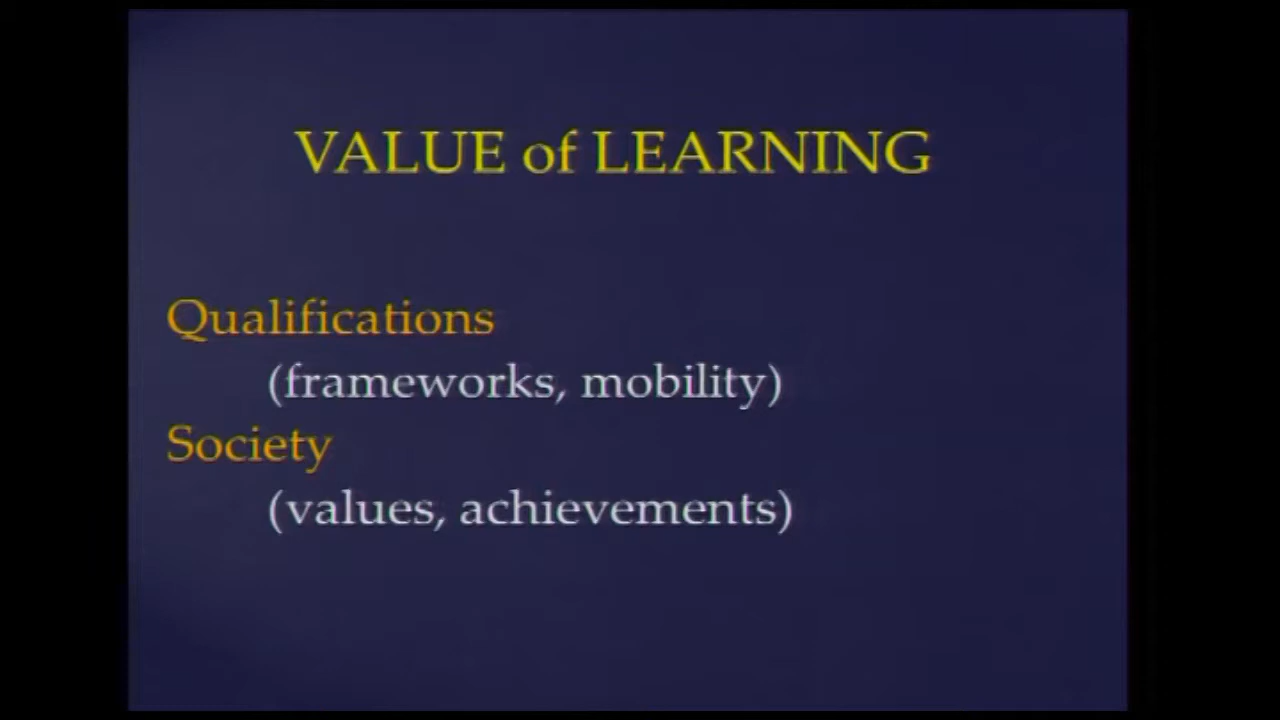 VALUE of LEARNING
Qualifications
(frameworks, mobility)
Society
(values, achievements)